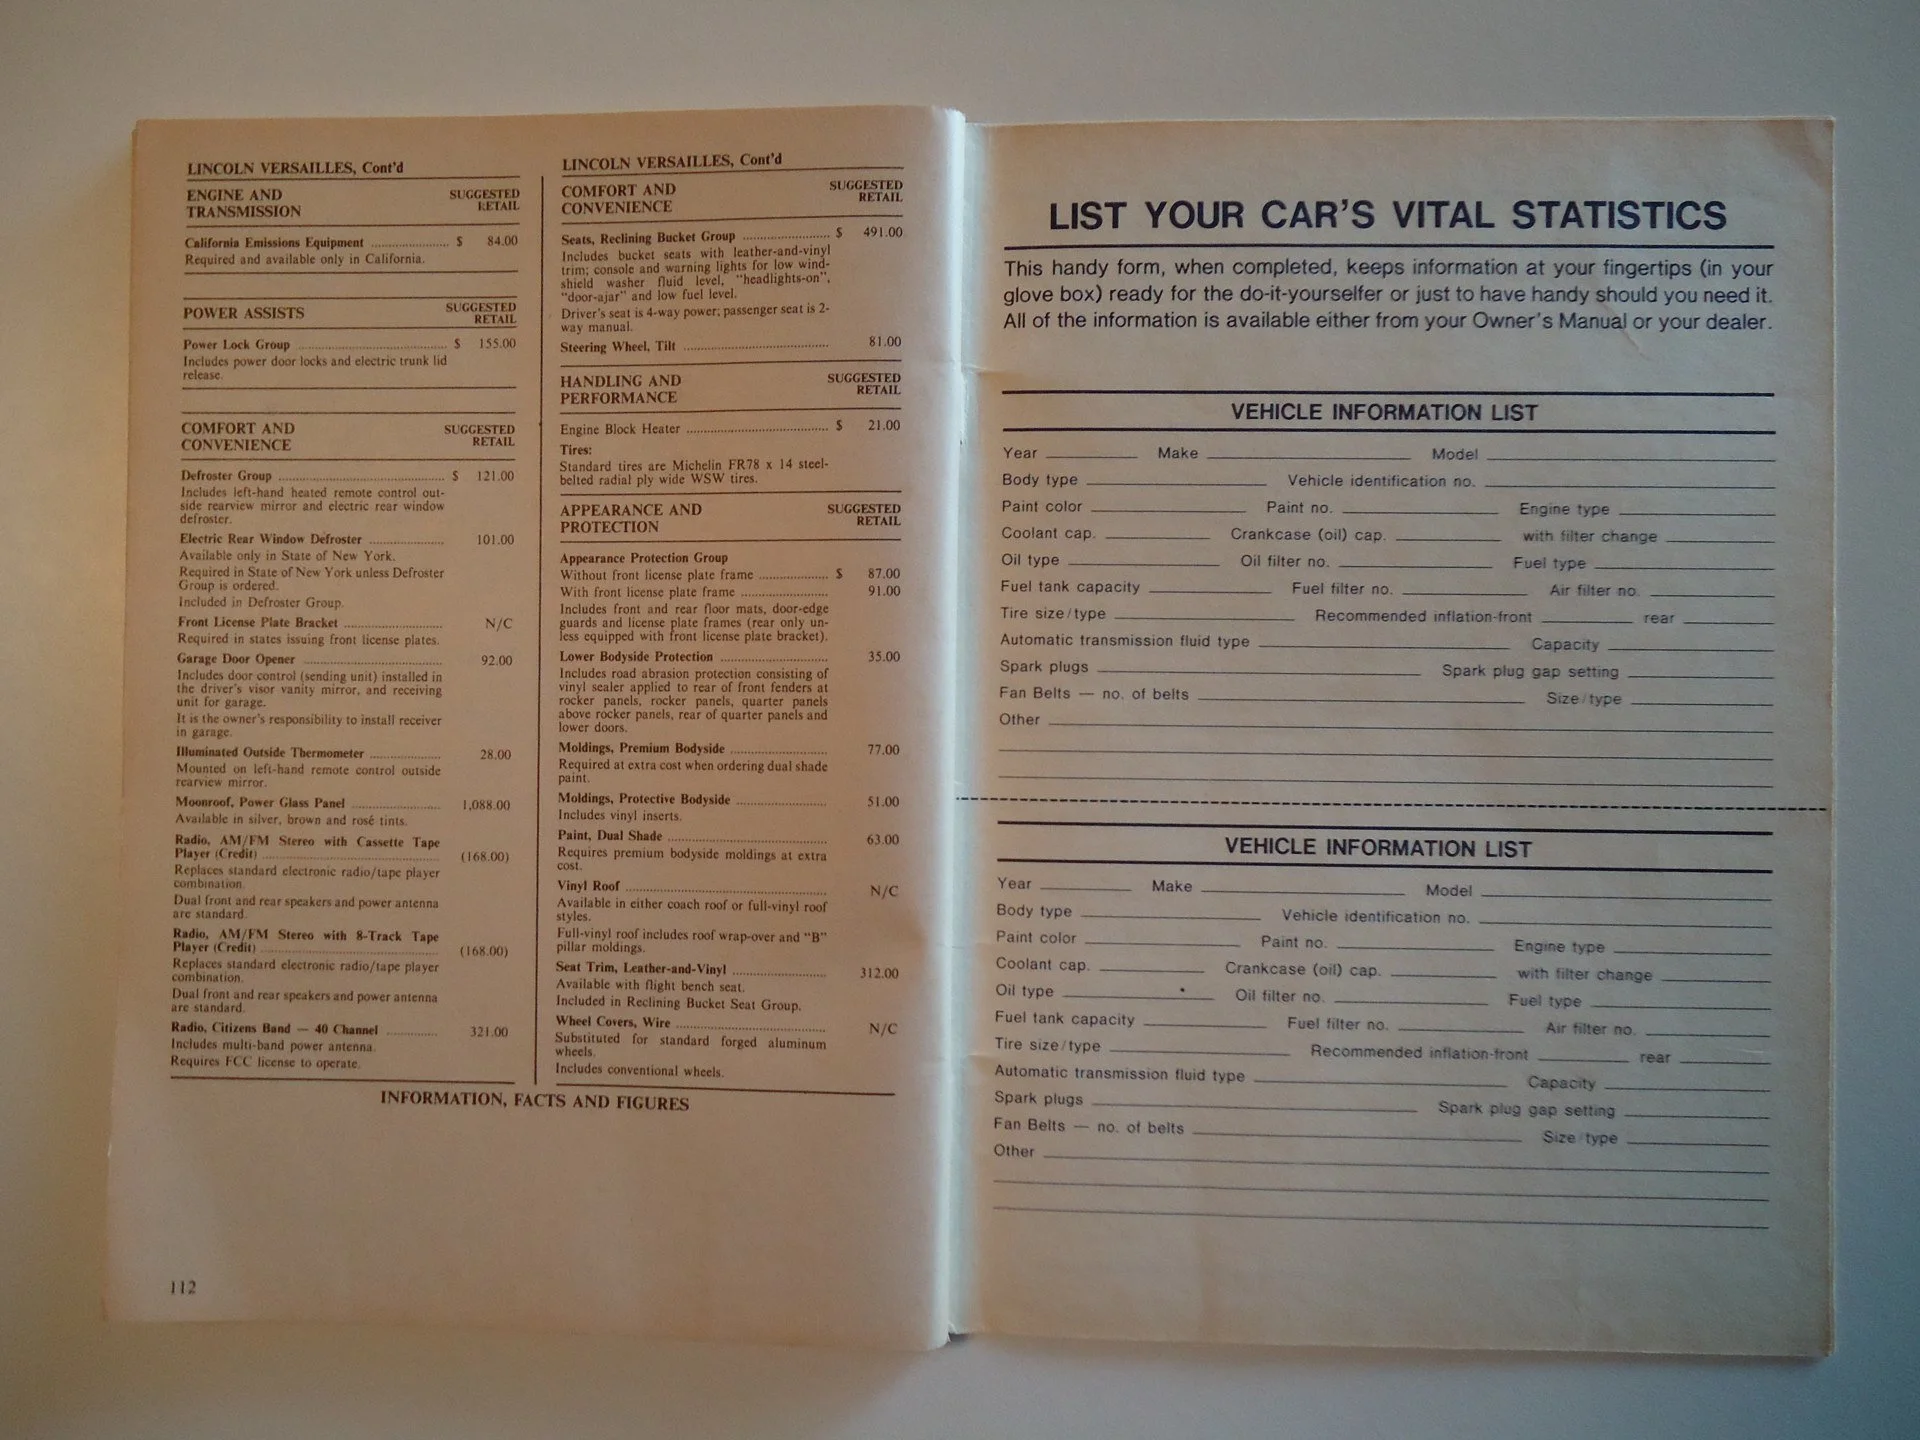 LINCOLN VERSAILLES, Cont'd
ENGINE AND TRANSMISSION
SUGGESTED RETAIL
California Emissions Equipment ........................ $ 84.00
Required and available only in California.
POWER ASSISTS
SUGGESTED RETAIL
Power Lock Group ............................................. $ 155.00
Includes power door locks and electric trunk lid
release.
COMFORT AND CONVENIENCE
SUGGESTED RETAIL
Defroster Group .................................................. $ 121.00
Includes left-hand heated remote control out-
side rearview mirror and electric rear window
defroster.
Electric Rear Window Defroster ....................... 101.00
Available only in State of New York.
Required in State of New York unless Defroster
Group is ordered.
Included in Defroster Group.
Front License Plate Bracket ............................. N/C
Required in states issuing front license plates.
Garage Door Opener .......................................... 92.00
Includes door control (sending unit) installed in
the driver's visor vanity mirror, and receiving
unit for garage.
It is the owner's responsibility to install receiver
in garage.
Illuminated Outside Thermometer ..................... 28.00
Mounted on left-hand remote control outside
rearview mirror.
Moonroof, Power Glass Panel ........................... 1,088.00
Available in silver, brown and rosé tints.
Radio, AM/FM Stereo with Cassette Tape
Player (Credit) ...................................................... (168.00)
Replaces standard electronic radio/tape player
combination.
Dual front and rear speakers and power antenna
are standard.
Radio, AM/FM Stereo with 8-Track Tape
Player (Credit) ...................................................... (168.00)
Replaces standard electronic radio/tape player
combination.
Dual front and rear speakers and power antenna
are standard.
Radio, Citizens Band — 40 Channel ............... 321.00
Includes multi-band power antenna.
Requires FCC license to operate.
LINCOLN VERSAILLES, Cont'd
COMFORT AND CONVENIENCE
SUGGESTED RETAIL
Seats, Reclining Bucket Group .......................... $ 491.00
Includes bucket seats with leather-and-vinyl
trim; console and warning lights for low wind-
shield washer fluid level, "headlights-on",
"door-ajar" and low fuel level.
Driver's seat is 4-way power; passenger seat is 2-
way manual.
Steering Wheel, Tilt ............................................ 81.00
HANDLING AND PERFORMANCE
SUGGESTED RETAIL
Engine Block Heater ........................................... $ 21.00
Tires:
Standard tires are Michelin FR78 x 14 steel-
belted radial ply wide WSW tires.
APPEARANCE AND PROTECTION
SUGGESTED RETAIL
Appearance Protection Group
Without front license plate frame ..................... $ 87.00
With front license plate frame .......................... 91.00
Includes front and rear floor mats, door-edge
guards and license plate frames (rear only un-
less equipped with front license plate bracket).
Lower Bodyside Protection ................................ 35.00
Includes road abrasion protection consisting of
vinyl sealer applied to rear of front fenders at
rocker panels, rocker panels, quarter panels
above rocker panels, rear of quarter panels and
lower doors.
Moldings, Premium Bodyside ............................ 77.00
Required at extra cost when ordering dual shade
paint.
Moldings, Protective Bodyside .......................... 51.00
Includes vinyl inserts.
Paint, Dual Shade ................................................ 63.00
Requires premium bodyside moldings at extra
cost.
Vinyl Roof ............................................................ N/C
Available in either coach roof or full-vinyl roof
styles.
Full-vinyl roof includes roof wrap-over and "B"
pillar moldings.
Seat Trim, Leather-and-Vinyl ............................ 312.00
Available with flight bench seat.
Included in Reclining Bucket Seat Group.
Wheel Covers, Wire ............................................. N/C
Substituted for standard forged aluminum
wheels.
Includes conventional wheels.
INFORMATION, FACTS AND FIGURES
112
LIST YOUR CAR'S VITAL STATISTICS
This handy form, when completed, keeps information at your fingertips (in your
glove box) ready for the do-it-yourselfer or just to have handy should you need it.
All of the information is available either from your Owner's Manual or your dealer.
VEHICLE INFORMATION LIST
Year Make Model
Body type Vehicle identification no.
Paint color Paint no. Engine type
Coolant cap. Crankcase (oil) cap. with filter change
Oil type Oil filter no. Fuel type
Fuel tank capacity Fuel filter no. Air filter no.
Tire size/type Recommended inflation-front rear
Automatic transmission fluid type Capacity
Spark plugs Spark plug gap setting
Fan Belts — no. of belts Size/type
Other
VEHICLE INFORMATION LIST
Year Make Model
Body type Vehicle identification no.
Paint color Paint no. Engine type
Coolant cap. Crankcase (oil) cap. with filter change
Oil type Oil filter no. Fuel type
Fuel tank capacity Fuel filter no. Air filter no.
Tire size/type Recommended inflation-front rear
Automatic transmission fluid type Capacity
Spark plugs Spark plug gap setting
Fan Belts — no. of belts Size/type
Other